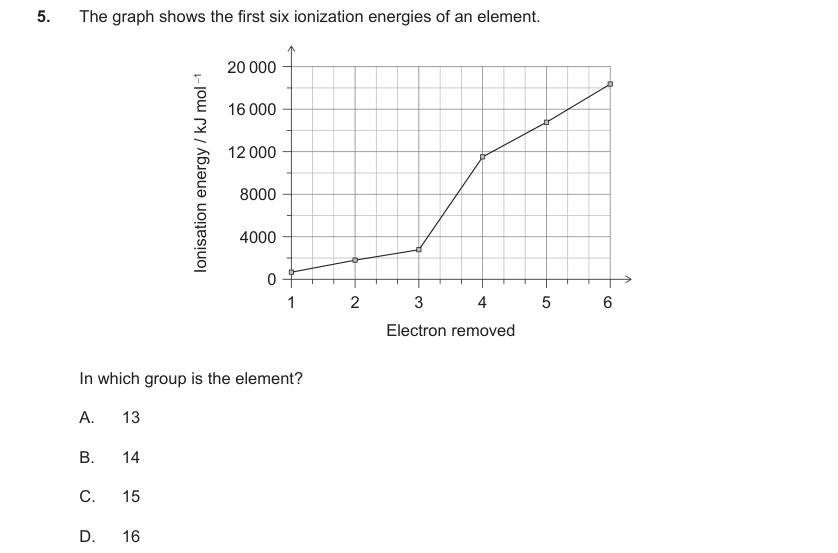 5. The graph shows the first six ionization energies of an element.
Ionisation energy / kJ mol⁻¹
20 000
16 000
12 000
8000
4000
0
1 2 3 4 5 6
Electron removed
In which group is the element?
A. 13
B. 14
C. 15
D. 16